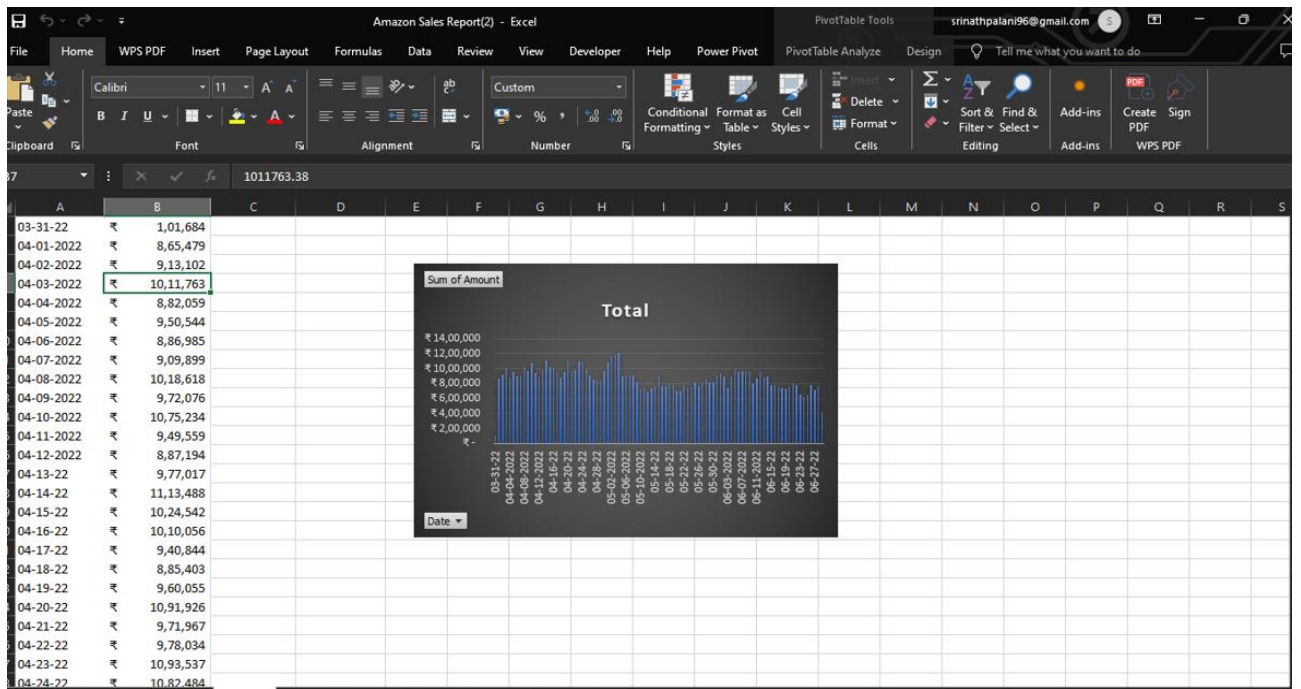 Amazon Sales Report(2) - Excel
PivotTable Tools
srinathpalani96@gmail.com
S
File Home WPS PDF Insert Page Layout Formulas Data Review View Developer Help Power Pivot PivotTable Analyze Design Tell me what you want to do
Paste
Calibri 11
B I U
Custom
Conditional Formatting
Format as Table
Cell Styles
Insert
Delete
Format
Sort & Filter
Find & Select
Add-ins
Create PDF
Sign
Clipboard Font Alignment Number Styles Cells Editing Add-ins WPS PDF
1011763.38
A B C D E F G H I J K L M N O P Q R S
03-31-22 ₹ 1,01,684
04-01-2022 ₹ 8,65,479
04-02-2022 ₹ 9,13,102
04-03-2022 ₹ 10,11,763
04-04-2022 ₹ 8,82,059
04-05-2022 ₹ 9,50,544
04-06-2022 ₹ 8,86,985
04-07-2022 ₹ 9,09,899
04-08-2022 ₹ 10,18,618
04-09-2022 ₹ 9,72,076
04-10-2022 ₹ 10,75,234
04-11-2022 ₹ 9,49,559
04-12-2022 ₹ 8,87,194
04-13-22 ₹ 9,77,017
04-14-22 ₹ 11,13,488
04-15-22 ₹ 10,24,542
04-16-22 ₹ 10,10,056
04-17-22 ₹ 9,40,844
04-18-22 ₹ 8,85,403
04-19-22 ₹ 9,60,055
04-20-22 ₹ 10,91,926
04-21-22 ₹ 9,71,967
04-22-22 ₹ 9,78,034
04-23-22 ₹ 10,93,537
04-24-22 ₹ 10,82,484
Sum of Amount
Total
₹ 14,00,000
₹ 12,00,000
₹ 10,00,000
₹ 8,00,000
₹ 6,00,000
₹ 4,00,000
₹ 2,00,000
₹ -
03-31-22
04-04-2022
04-08-2022
04-12-2022
04-16-22
04-20-22
04-24-22
04-28-22
05-02-2022
05-06-2022
05-10-2022
05-14-22
05-18-22
05-22-22
05-26-22
05-30-22
06-03-2022
06-07-2022
06-11-2022
06-15-22
06-19-22
06-23-22
06-27-22
Date